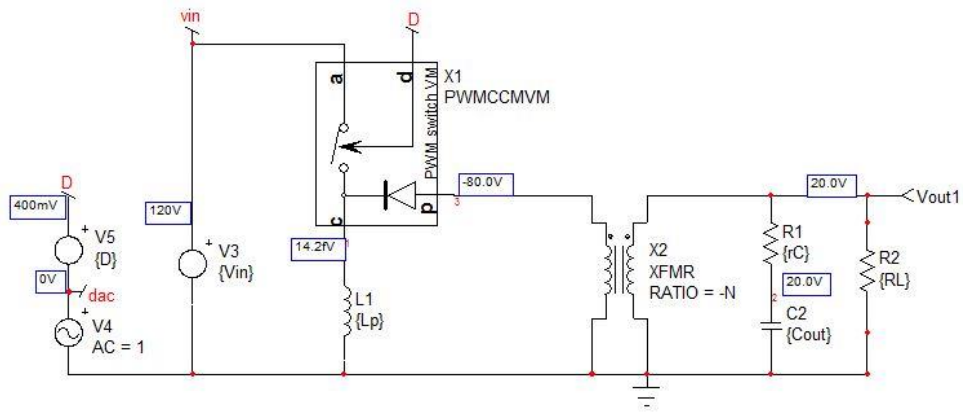 vin
D
a
d
X1
PWMCCMVM
PWM switch VM
c
p
-80.0V
3
20.0V
Vout1
D
400mV
V5
{D}
0V
dac
V4
AC = 1
120V
V3
{Vin}
14.2fV
1
L1
{Lp}
X2
XFMR
RATIO = -N
R1
{rC}
20.0V
2
C2
{Cout}
R2
{RL}